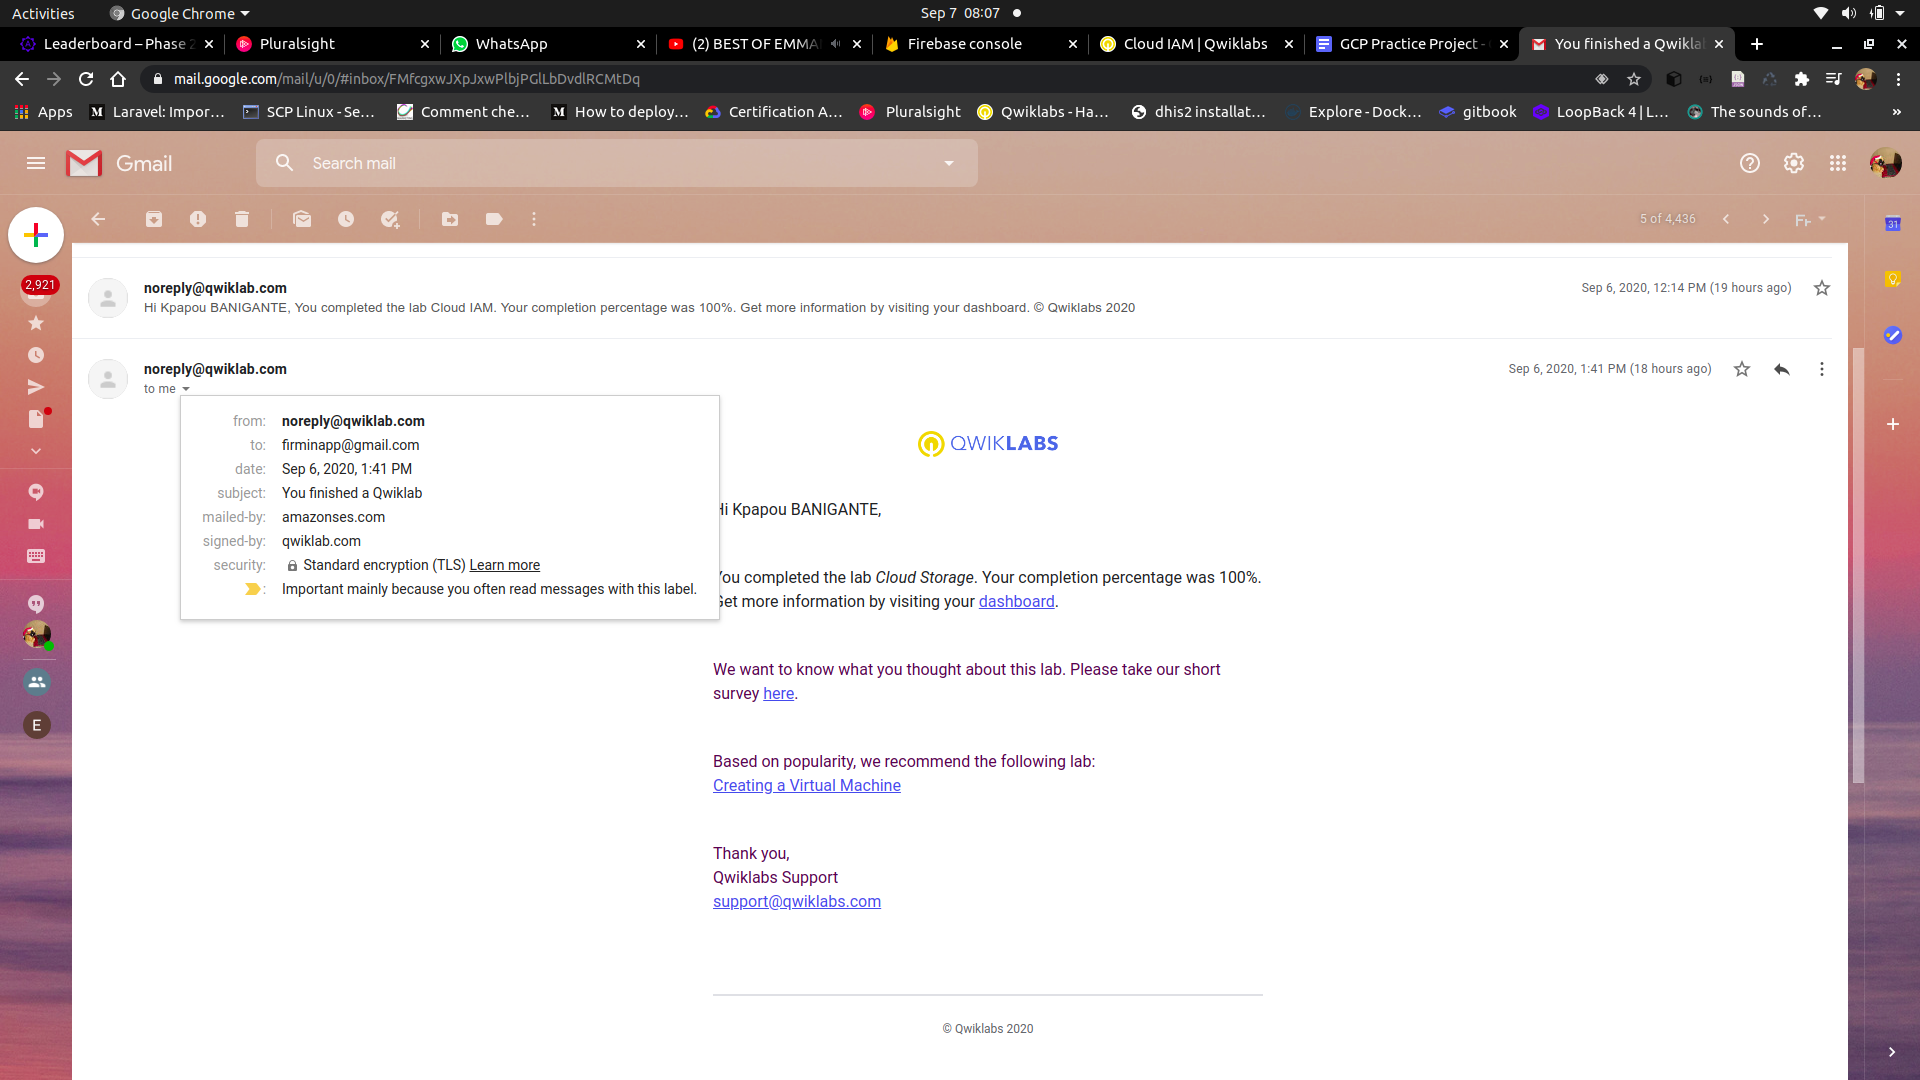 Activities Google Chrome Sep 7 08:07
Leaderboard – Phase 2 Pluralsight WhatsApp (2) BEST OF EMMA Firebase console Cloud IAM | Qwiklabs GCP Practice Project - You finished a Qwikla
mail.google.com/mail/u/0/#inbox/FMfcgxwJXpJxwPlbjPGlLbDvdlRCMtDq
Apps Laravel: Impor… SCP Linux - Se… Comment che… How to deploy… Certification A… Pluralsight Qwiklabs - Ha… dhis2 installat… Explore - Dock… gitbook LoopBack 4 | L… The sounds of… »
Gmail Search mail
5 of 4,436
31
2,921
noreply@qwiklab.com Sep 6, 2020, 12:14 PM (19 hours ago)
Hi Kpapou BANIGANTE, You completed the lab Cloud IAM. Your completion percentage was 100%. Get more information by visiting your dashboard. © Qwiklabs 2020
noreply@qwiklab.com Sep 6, 2020, 1:41 PM (18 hours ago)
to me
from: noreply@qwiklab.com
to: firminapp@gmail.com
date: Sep 6, 2020, 1:41 PM
subject: You finished a Qwiklab
mailed-by: amazonses.com
signed-by: qwiklab.com
security: Standard encryption (TLS) Learn more
: Important mainly because you often read messages with this label.
QWIKLABS
Hi Kpapou BANIGANTE,
You completed the lab Cloud Storage. Your completion percentage was 100%.
Get more information by visiting your dashboard.
We want to know what you thought about this lab. Please take our short
survey here.
E
Based on popularity, we recommend the following lab:
Creating a Virtual Machine
Thank you,
Qwiklabs Support
support@qwiklabs.com
© Qwiklabs 2020